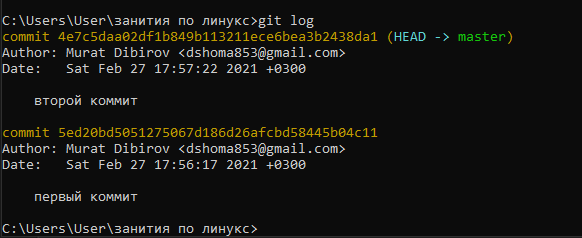 C:\Users\User\занития по линукс>git log
commit 4e7c5daa02df1b849b113211ece6bea3b2438da1 (HEAD -> master)
Author: Murat Dibirov <dshoma853@gmail.com>
Date:   Sat Feb 27 17:57:22 2021 +0300
второй коммит
commit 5ed20bd5051275067d186d26afcbd58445b04c11
Author: Murat Dibirov <dshoma853@gmail.com>
Date:   Sat Feb 27 17:56:17 2021 +0300
первый коммит
C:\Users\User\занития по линукс>